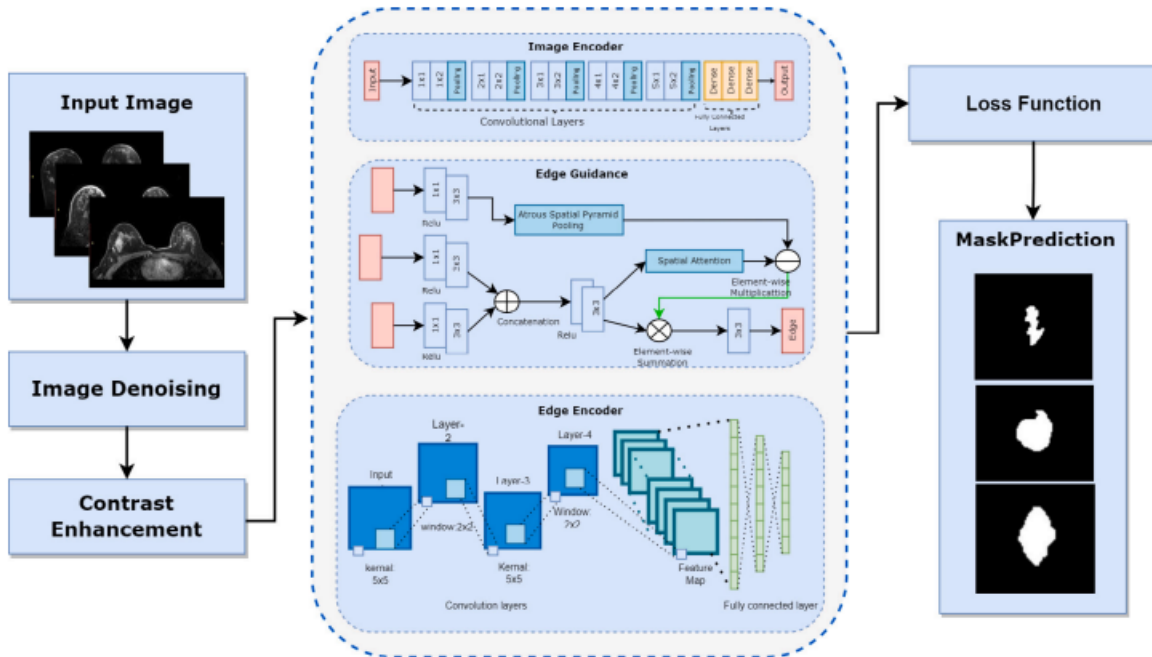 Input Image
Image Denoising
Contrast
Enhancement
Image Encoder
Input
1x1
1x2
Pooling
2x1
2x2
Pooling
3x1
3x2
Pooling
4x1
4x2
Pooling
5x1
5x2
Pooling
Dense
Dense
Dense
Output
Convolutional Layers
Fully Connected
Layers
Edge Guidance
1x1
3x3
Relu
Atrous Spatial Pyramid
Pooling
1x1
3x3
Relu
Spatial Attention
Element-wise
Multiplicattion
1x1
3x3
Relu
Concatenation
3x3
Relu
Element-wise
Summation
3x3
Edge
Edge Encoder
Input
Layer-
2
Layer-3
Layer-4
kernal:
5x5
window:2x2
Kernal:
5x5
Window:
2x2
Feature
Map
Convolution layers
Fully connected layer
Loss Function
MaskPrediction